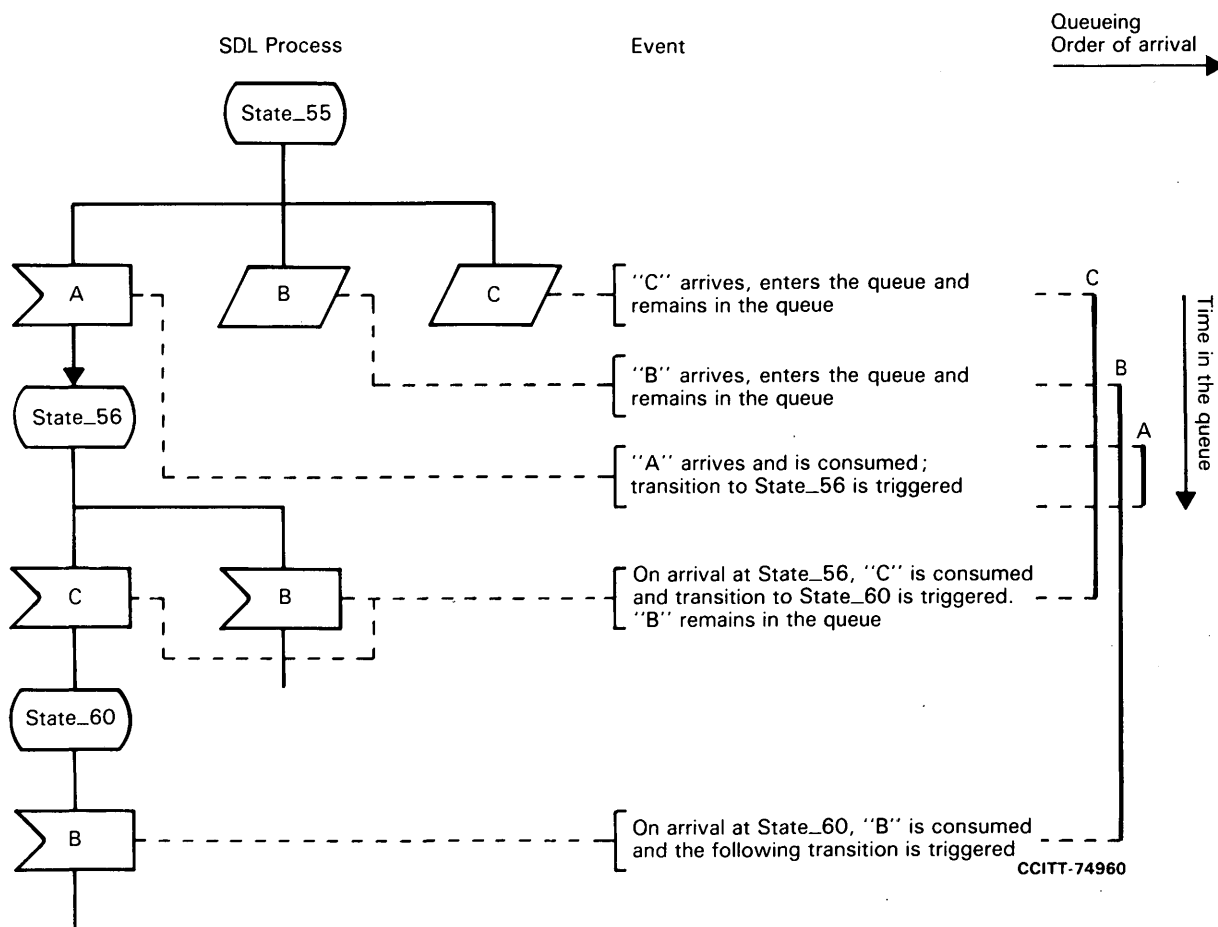 Queueing
SDL Process Event Order of arrival
State_55
A B C "C" arrives, enters the queue and C
remains in the queue
Time in the queue
"B" arrives, enters the queue and B
remains in the queue
State_56
A
"A" arrives and is consumed;
transition to State_56 is triggered
C B On arrival at State_56, "C" is consumed
and transition to State_60 is triggered.
"B" remains in the queue
State_60
B On arrival at State_60, "B" is consumed
and the following transition is triggered
CCITT-74960